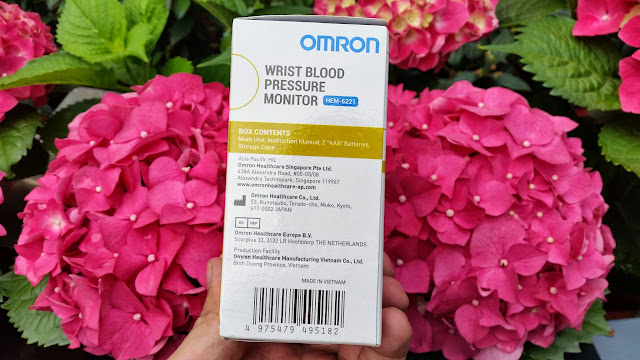 OMRON
WRIST BLOOD
PRESSURE
MONITOR HEM-6221
BOX CONTENTS
Main Unit, Instruction Manual, 2 "AAA" Batteries,
Storage Case
Asia Pacific HQ
Omron Healthcare Singapore Pte Ltd.
438A Alexandra Road, #05-05/08
Alexandra Technopark, Singapore 119967
www.omronhealthcare-ap.com
Omron Healthcare Co., Ltd.
53, Kunotsubo, Terado-cho, Muko, Kyoto,
617-0002 JAPAN
EC REP
Omron Healthcare Europe B.V.
Scorpius 33, 2132 LR Hoofddorp THE NETHERLANDS
Production Facility
Omron Healthcare Manufacturing Vietnam Co., Ltd.
Binh Duong Province, Vietnam
MADE IN VIETNAM
4 975479 495182